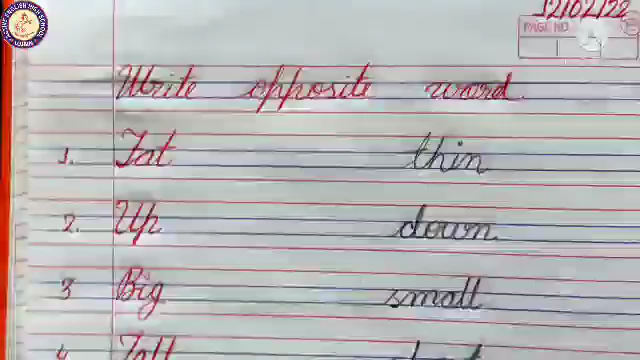 12/02/22
PAGE NO.
Write opposite word
1. Fat thin
2. Up down
3 Big small
4 Tall